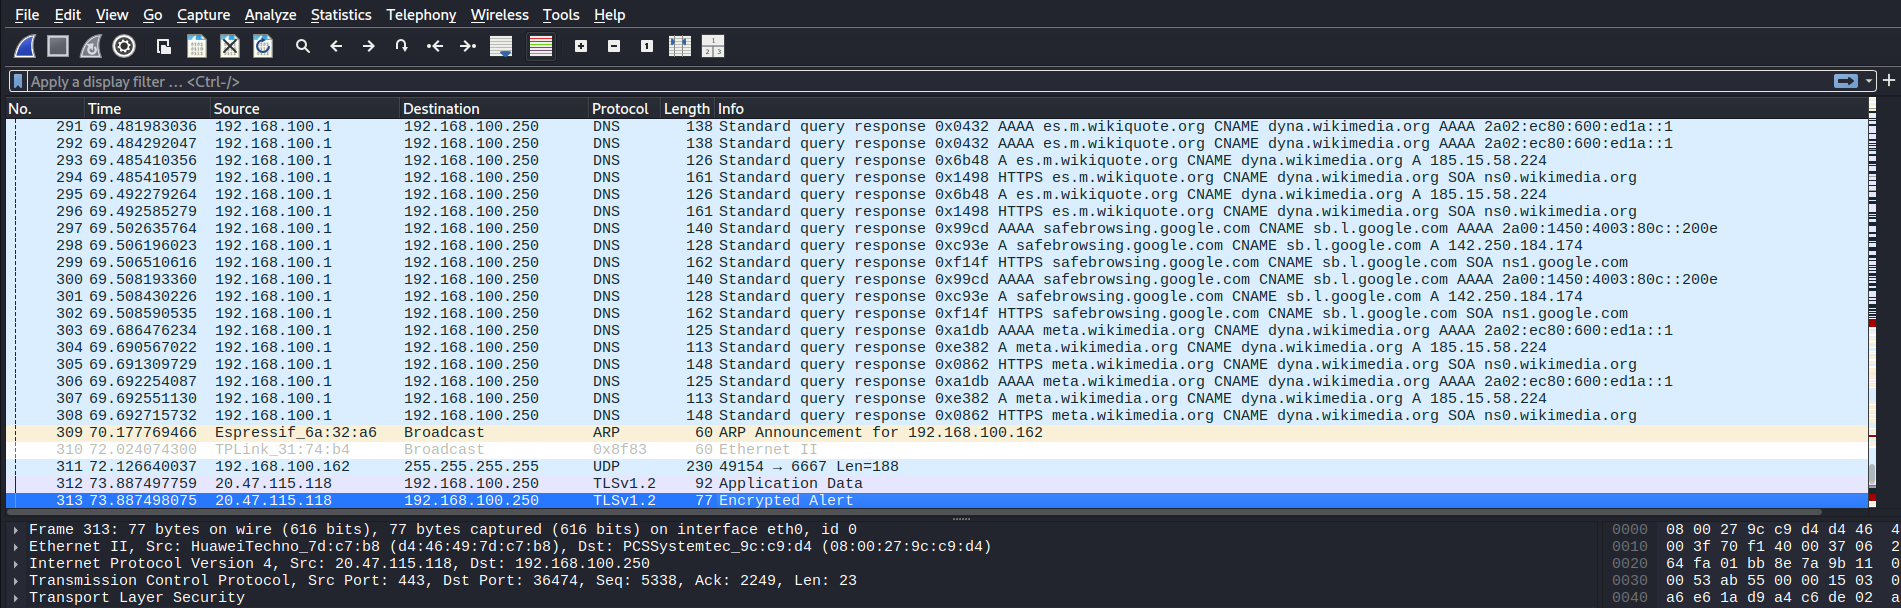 File Edit View Go Capture Analyze Statistics Telephony Wireless Tools Help
Apply a display filter ... <Ctrl-/>
No. Time Source Destination Protocol Length Info
291 69.481983036 192.168.100.1 192.168.100.250 DNS 138 Standard query response 0x0432 AAAA es.m.wikiquote.org CNAME dyna.wikimedia.org AAAA 2a02:ec80:600:ed1a::1
292 69.484292047 192.168.100.1 192.168.100.250 DNS 138 Standard query response 0x0432 AAAA es.m.wikiquote.org CNAME dyna.wikimedia.org AAAA 2a02:ec80:600:ed1a::1
293 69.485410356 192.168.100.1 192.168.100.250 DNS 126 Standard query response 0x6b48 A es.m.wikiquote.org CNAME dyna.wikimedia.org A 185.15.58.224
294 69.485410579 192.168.100.1 192.168.100.250 DNS 161 Standard query response 0x1498 HTTPS es.m.wikiquote.org CNAME dyna.wikimedia.org SOA ns0.wikimedia.org
295 69.492279264 192.168.100.1 192.168.100.250 DNS 126 Standard query response 0x6b48 A es.m.wikiquote.org CNAME dyna.wikimedia.org A 185.15.58.224
296 69.492585279 192.168.100.1 192.168.100.250 DNS 161 Standard query response 0x1498 HTTPS es.m.wikiquote.org CNAME dyna.wikimedia.org SOA ns0.wikimedia.org
297 69.502635764 192.168.100.1 192.168.100.250 DNS 140 Standard query response 0x99cd AAAA safebrowsing.google.com CNAME sb.l.google.com AAAA 2a00:1450:4003:80c::200e
298 69.506196023 192.168.100.1 192.168.100.250 DNS 128 Standard query response 0xc93e A safebrowsing.google.com CNAME sb.l.google.com A 142.250.184.174
299 69.506510616 192.168.100.1 192.168.100.250 DNS 162 Standard query response 0xf14f HTTPS safebrowsing.google.com CNAME sb.l.google.com SOA ns1.google.com
300 69.508193360 192.168.100.1 192.168.100.250 DNS 140 Standard query response 0x99cd AAAA safebrowsing.google.com CNAME sb.l.google.com AAAA 2a00:1450:4003:80c::200e
301 69.508430226 192.168.100.1 192.168.100.250 DNS 128 Standard query response 0xc93e A safebrowsing.google.com CNAME sb.l.google.com A 142.250.184.174
302 69.508590535 192.168.100.1 192.168.100.250 DNS 162 Standard query response 0xf14f HTTPS safebrowsing.google.com CNAME sb.l.google.com SOA ns1.google.com
303 69.686476234 192.168.100.1 192.168.100.250 DNS 125 Standard query response 0xa1db AAAA meta.wikimedia.org CNAME dyna.wikimedia.org AAAA 2a02:ec80:600:ed1a::1
304 69.690567022 192.168.100.1 192.168.100.250 DNS 113 Standard query response 0xe382 A meta.wikimedia.org CNAME dyna.wikimedia.org A 185.15.58.224
305 69.691309729 192.168.100.1 192.168.100.250 DNS 148 Standard query response 0x0862 HTTPS meta.wikimedia.org CNAME dyna.wikimedia.org SOA ns0.wikimedia.org
306 69.692254087 192.168.100.1 192.168.100.250 DNS 125 Standard query response 0xa1db AAAA meta.wikimedia.org CNAME dyna.wikimedia.org AAAA 2a02:ec80:600:ed1a::1
307 69.692551130 192.168.100.1 192.168.100.250 DNS 113 Standard query response 0xe382 A meta.wikimedia.org CNAME dyna.wikimedia.org A 185.15.58.224
308 69.692715732 192.168.100.1 192.168.100.250 DNS 148 Standard query response 0x0862 HTTPS meta.wikimedia.org CNAME dyna.wikimedia.org SOA ns0.wikimedia.org
309 70.177769466 Espressif_6a:32:a6 Broadcast ARP 60 ARP Announcement for 192.168.100.162
310 72.024074300 TPLink_31:74:b4 Broadcast 0x8f83 60 Ethernet II
311 72.126640037 192.168.100.162 255.255.255.255 UDP 230 49154 → 6667 Len=188
312 73.887497759 20.47.115.118 192.168.100.250 TLSv1.2 92 Application Data
313 73.887498075 20.47.115.118 192.168.100.250 TLSv1.2 77 Encrypted Alert
Frame 313: 77 bytes on wire (616 bits), 77 bytes captured (616 bits) on interface eth0, id 0
Ethernet II, Src: HuaweiTechno_7d:c7:b8 (d4:46:49:7d:c7:b8), Dst: PCSSystemtec_9c:c9:d4 (08:00:27:9c:c9:d4)
Internet Protocol Version 4, Src: 20.47.115.118, Dst: 192.168.100.250
Transmission Control Protocol, Src Port: 443, Dst Port: 36474, Seq: 5338, Ack: 2249, Len: 23
Transport Layer Security
0000 08 00 27 9c c9 d4 d4 46 4
0010 00 3f 70 f1 40 00 37 06 2
0020 64 fa 01 bb 8e 7a 9b 11 0
0030 00 53 ab 55 00 00 15 03 0
0040 a6 e6 1a d9 a4 c6 de 02 a